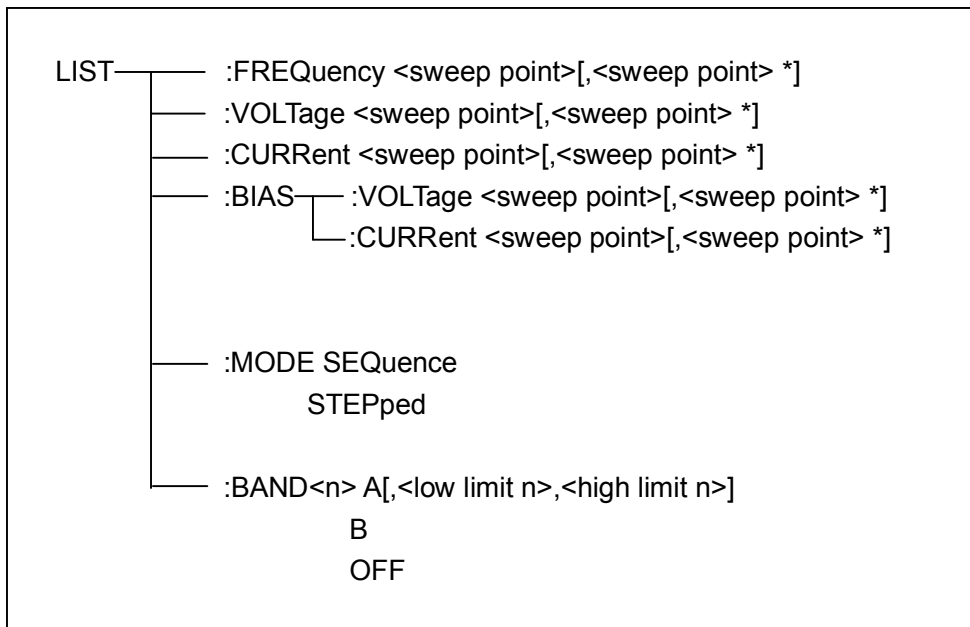 LIST :FREQuency <sweep point>[,<sweep point> *]
:VOLTage <sweep point>[,<sweep point> *]
:CURRent <sweep point>[,<sweep point> *]
:BIAS :VOLTage <sweep point>[,<sweep point> *]
:CURRent <sweep point>[,<sweep point> *]
:MODE SEQuence
STEPped
:BAND<n> A[,<low limit n>,<high limit n>]
B
OFF